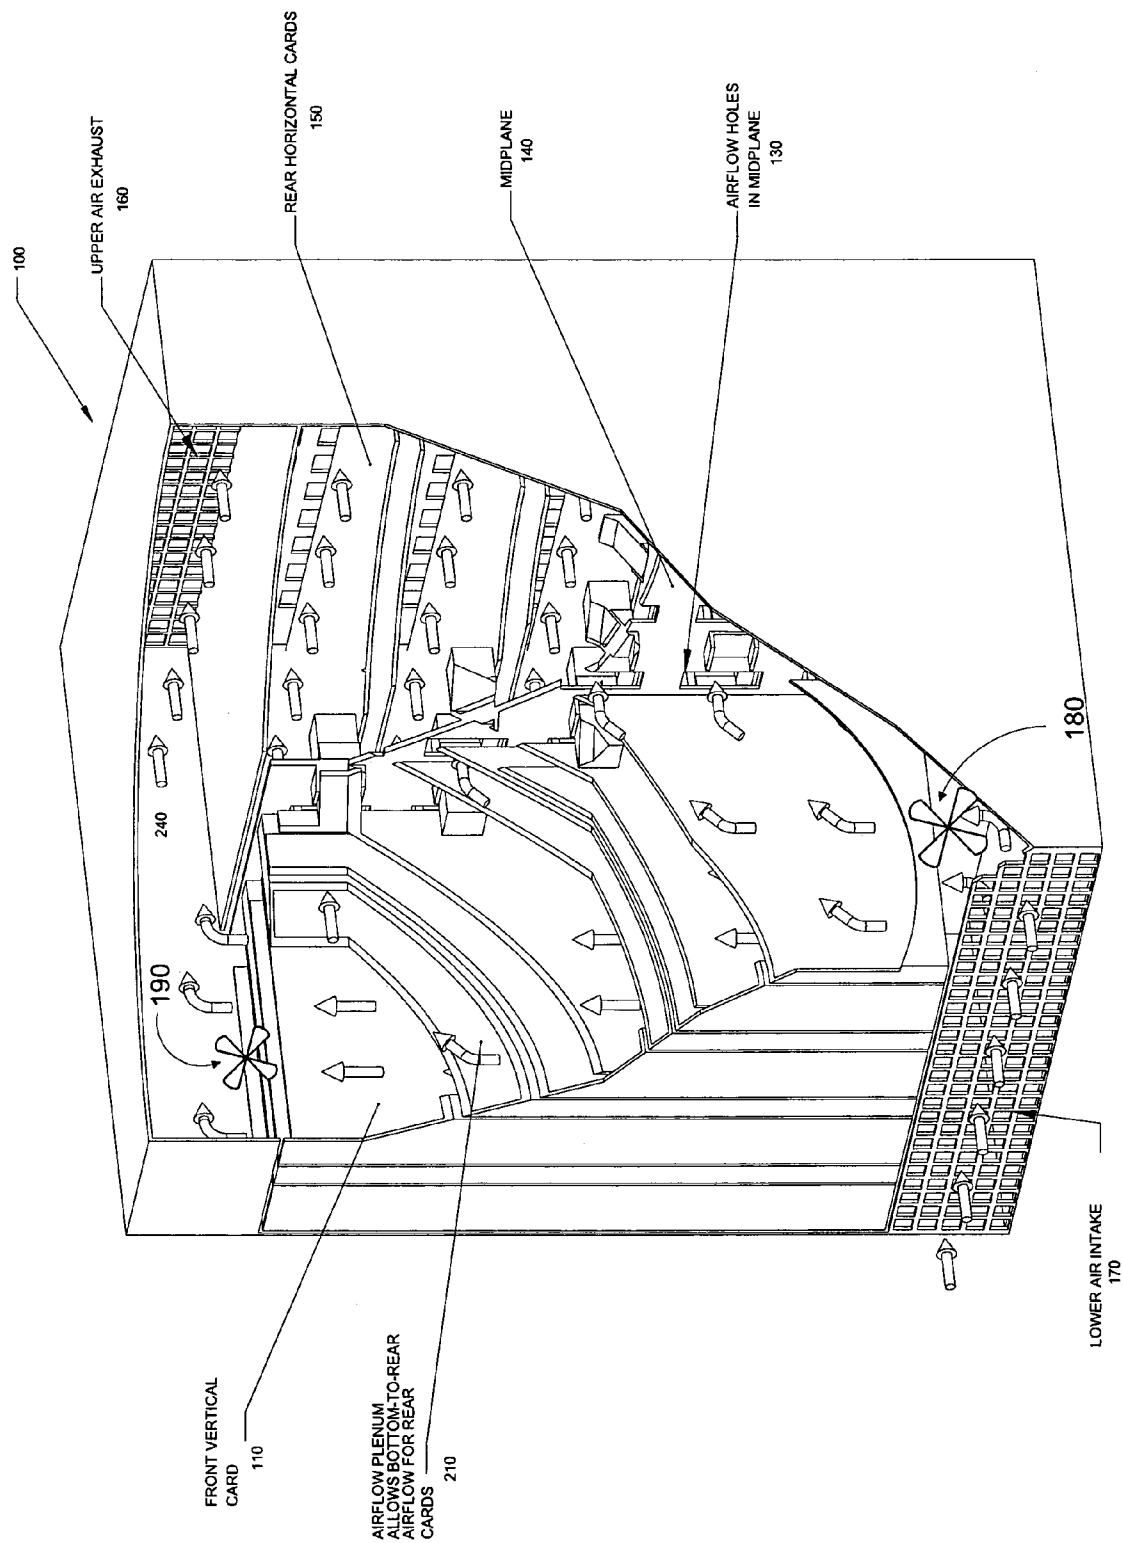 100
UPPER AIR EXHAUST
160
REAR HORIZONTAL CARDS
150
MIDPLANE
140
AIRFLOW HOLES
IN MIDPLANE
130
240
190
180
FRONT VERTICAL
CARD
110
AIRFLOW PLENUM
ALLOWS BOTTOM-TO-REAR
AIRFLOW FOR REAR
CARDS
210
LOWER AIR INTAKE
170